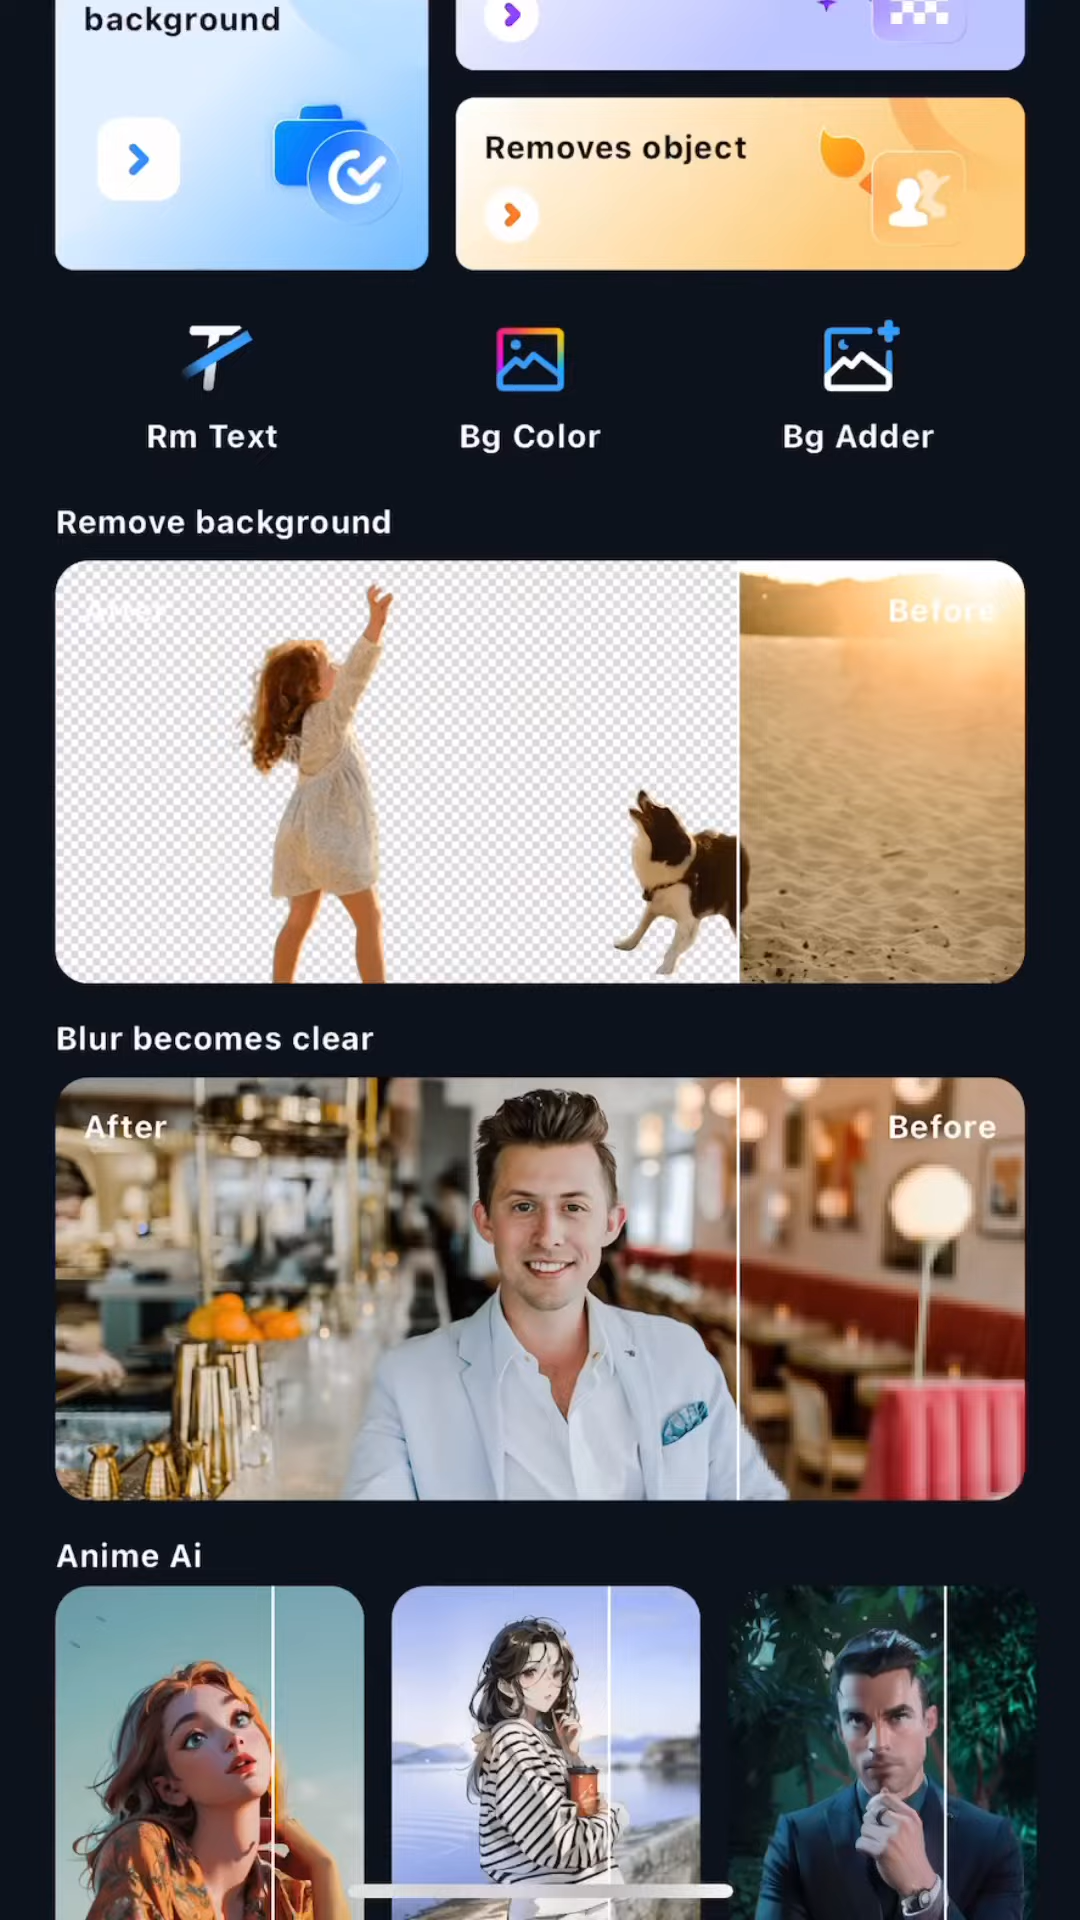 background
Removes object
Rm Text
Bg Color
Bg Adder
Remove background
After
Before
Blur becomes clear
After
Before
Anime Ai